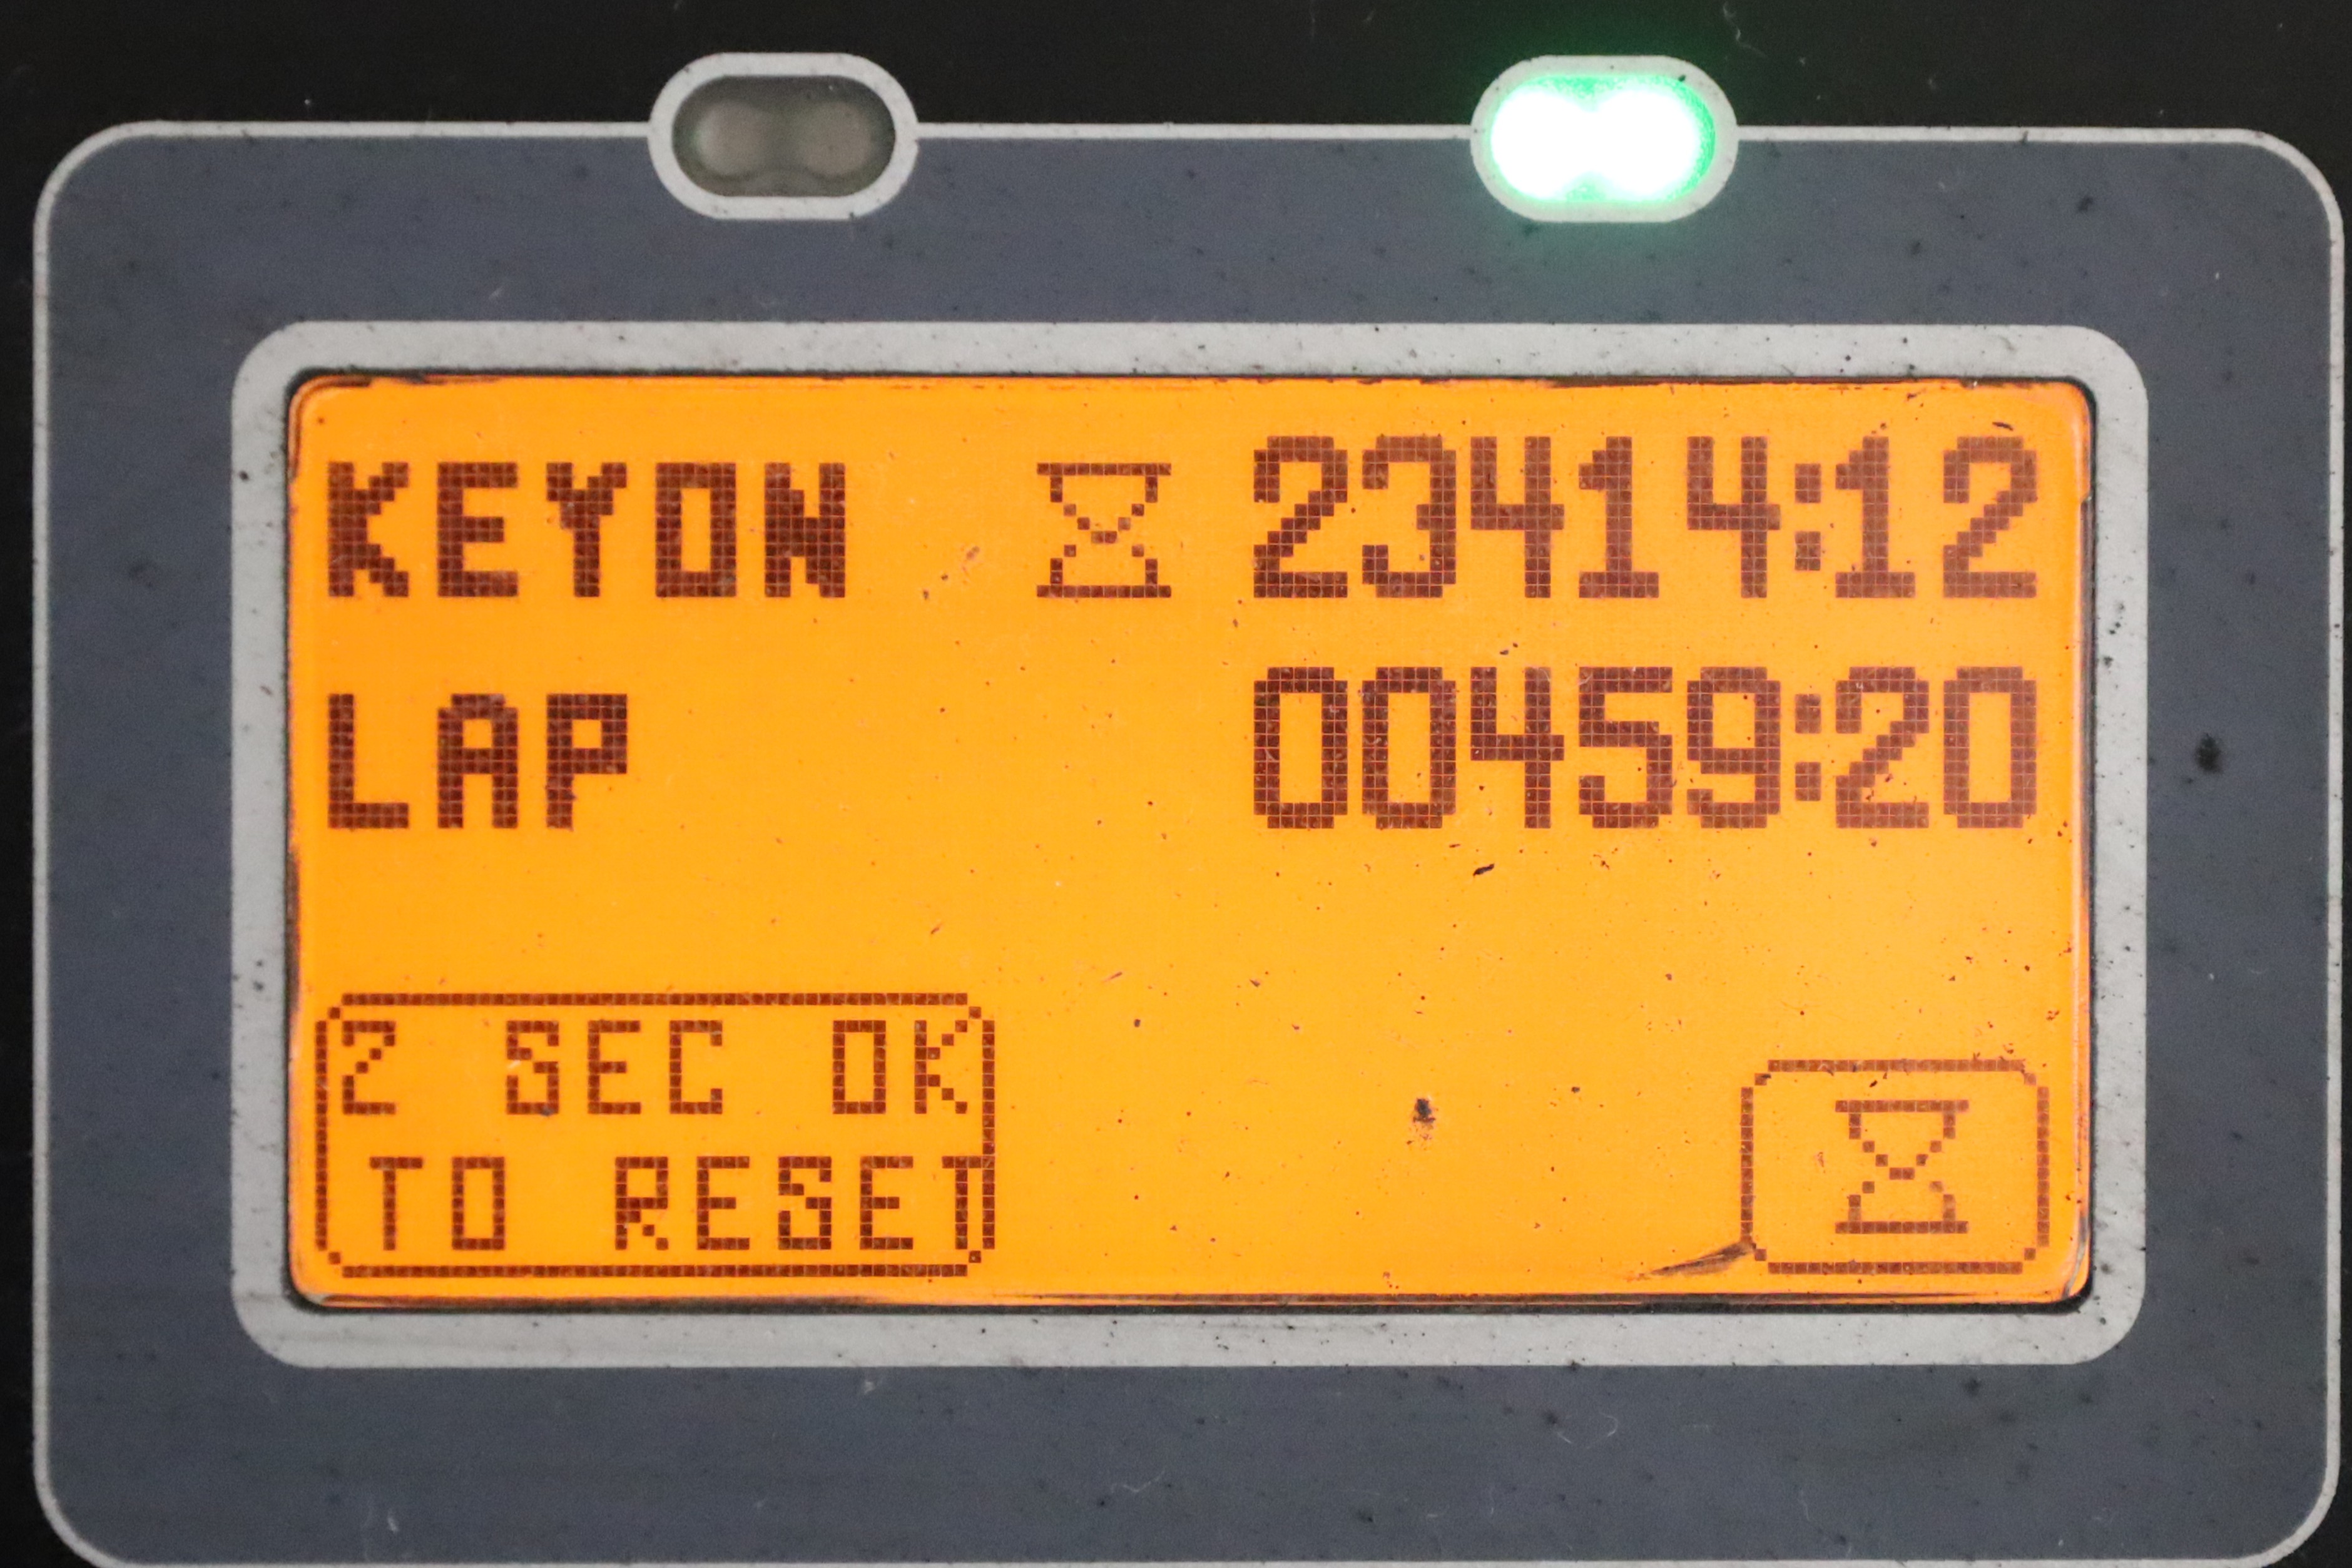 KEYON 23414:12
LAP 00459:20
2 SEC OK
TO RESET